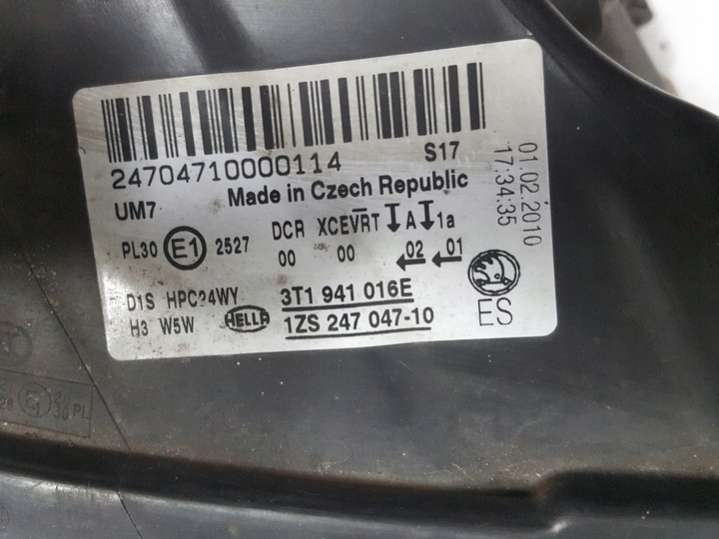 24704710000114
S17
UM7 Made in Czech Republic
01.02.2010
17:34:35
PL30 E1 2527 DCR XCEVRT A 1a
00 00 ←02 ←01
D1S HPC24WY 3T1 941 016E
H3 W5W HELLA 1ZS 247 047-10
ES
PL